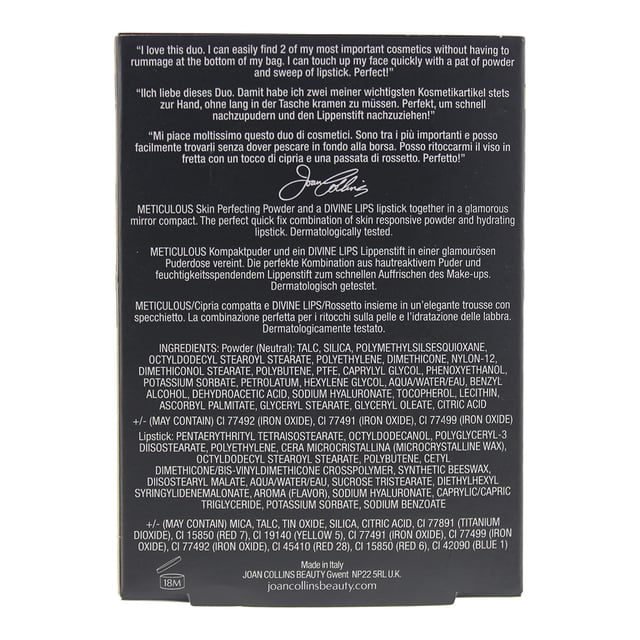 “I love this duo. I can easily find 2 of my most important cosmetics without having to
rummage at the bottom of my bag. I can touch up my face quickly with a pat of powder
and sweep of lipstick. Perfect!”
“IIch liebe dieses Duo. Damit habe ich zwei meiner wichtigsten Kosmetikartikel stets
zur Hand, ohne lang in der Tasche kramen zu müssen. Perfekt, um schnell
nachzupudern und den Lippenstift nachzuziehen!”
“Mi piace moltissimo questo duo di cosmetici. Sono tra i più importanti e posso
facilmente trovarli senza dover pescare in fondo alla borsa. Posso ritoccarmi il viso in
fretta con un tocco di cipria e una passata di rossetto. Perfetto!”
Joan Collins
METICULOUS Skin Perfecting Powder and a DIVINE LIPS lipstick together in a glamorous
mirror compact. The perfect quick fix combination of skin responsive powder and hydrating
lipstick. Dermatologically tested.
METICULOUS Kompaktpuder und ein DIVINE LIPS Lippenstift in einer glamourösen
Puderdose vereint. Die perfekte Kombination aus hautreaktivem Puder und
feuchtigkeitsspendendem Lippenstift zum schnellen Auffrischen des Make-ups.
Dermatologisch getestet.
METICULOUS/Cipria compatta e DIVINE LIPS/Rossetto insieme in un'elegante trousse con
specchietto. La combinazione perfetta per i ritocchi sulla pelle e l'idratazione delle labbra.
Dermatologicamente testato.
INGREDIENTS: Powder (Neutral): TALC, SILICA, POLYMETHYLSILSESQUIOXANE,
OCTYLDODECYL STEAROYL STEARATE, POLYETHYLENE, DIMETHICONE, NYLON-12,
DIMETHICONOL STEARATE, POLYBUTENE, PTFE, CAPRYLYL GLYCOL, PHENOXYETHANOL,
POTASSIUM SORBATE, PETROLATUM, HEXYLENE GLYCOL, AQUA/WATER/EAU, BENZYL
ALCOHOL, DEHYDROACETIC ACID, SODIUM HYALURONATE, TOCOPHEROL, LECITHIN,
ASCORBYL PALMITATE, GLYCERYL STEARATE, GLYCERYL OLEATE, CITRIC ACID
+/- (MAY CONTAIN) CI 77492 (IRON OXIDE), CI 77491 (IRON OXIDE), CI 77499 (IRON OXIDE)
Lipstick: PENTAERYTHRITYL TETRAISOSTEARATE, OCTYLDODECANOL, POLYGLYCERYL-3
DIISOSTEARATE, POLYETHYLENE, CERA MICROCRISTALLINA (MICROCRYSTALLINE WAX),
OCTYLDODECYL STEAROYL STEARATE, POLYBUTENE, CETYL
DIMETHICONE/BIS-VINYLDIMETHICONE CROSSPOLYMER, SYNTHETIC BEESWAX,
DIISOSTEARYL MALATE, AQUA/WATER/EAU, SUCROSE TRISTEARATE, DIETHYLHEXYL
SYRINGYLIDENEMALONATE, AROMA (FLAVOR), SODIUM HYALURONATE, CAPRYLIC/CAPRIC
TRIGLYCERIDE, POTASSIUM SORBATE, SODIUM BENZOATE
+/- (MAY CONTAIN) MICA, TALC, TIN OXIDE, SILICA, CITRIC ACID, CI 77891 (TITANIUM
DIOXIDE), CI 15850 (RED 7), CI 19140 (YELLOW 5), CI 77491 (IRON OXIDE), CI 77499 (IRON
OXIDE), CI 77492 (IRON OXIDE), CI 45410 (RED 28), CI 15850 (RED 6), CI 42090 (BLUE 1)
18M
Made in Italy
JOAN COLLINS BEAUTY Gwent NP22 5RL U.K.
joancollinsbeauty.com